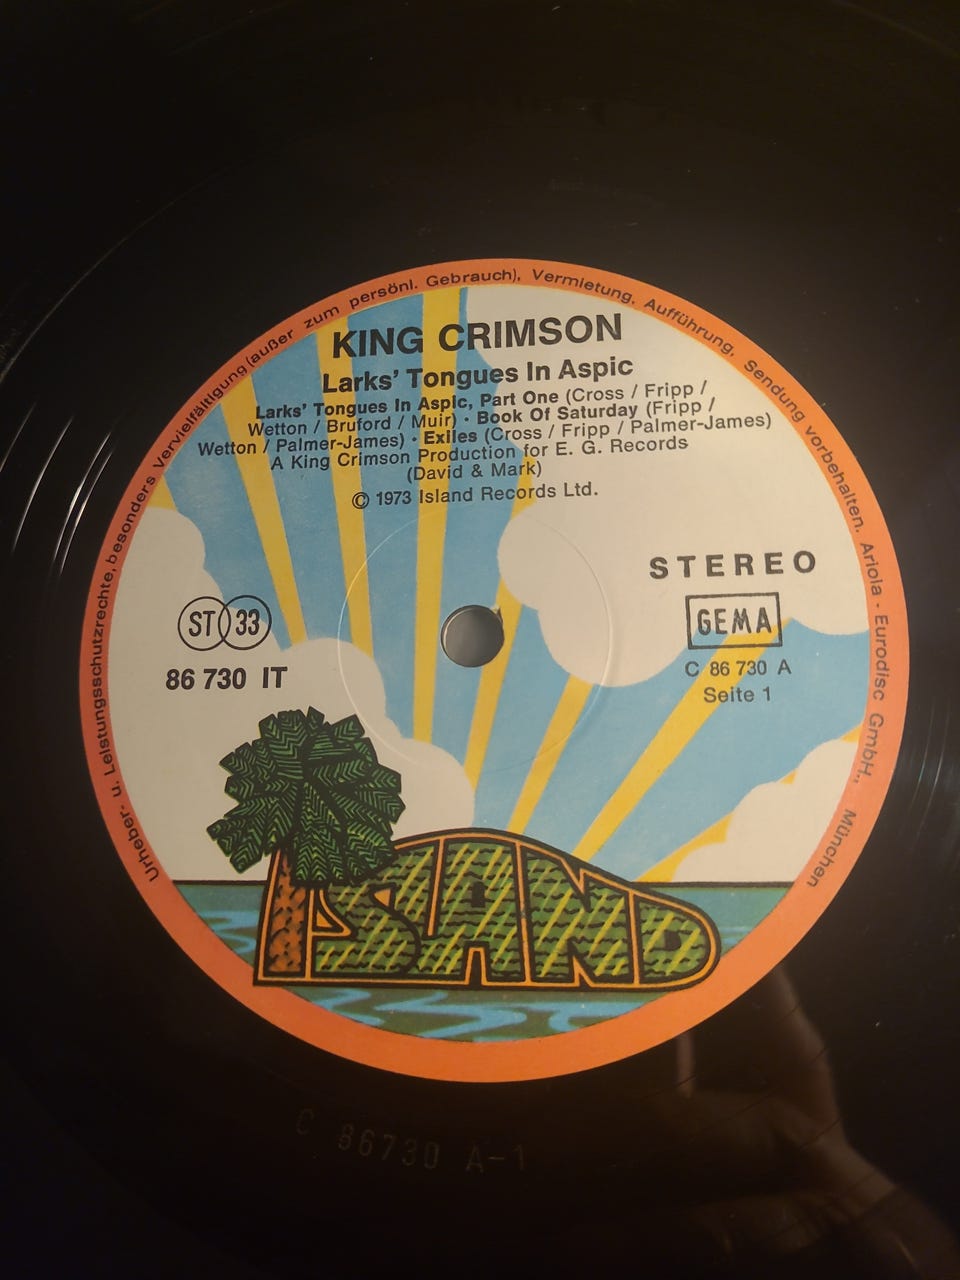 Urheber- u. Leistungsschutzrechte, besonders Vervielfältigung (außer zum persönl. Gebrauch), Vermietung, Aufführung, Sendung vorbehalten. Ariola - Eurodisc GmbH., München
KING CRIMSON
Larks' Tongues In Aspic
Larks' Tongues In Aspic, Part One (Cross / Fripp /
Wetton / Bruford / Muir) · Book Of Saturday (Fripp /
Wetton / Palmer-James) · Exiles (Cross / Fripp / Palmer-James)
A King Crimson Production for E. G. Records
(David & Mark)
© 1973 Island Records Ltd.
STEREO
ST 33
GEMA
86 730 IT
C 86 730 A
Seite 1
ISLAND
C 86730 A-1